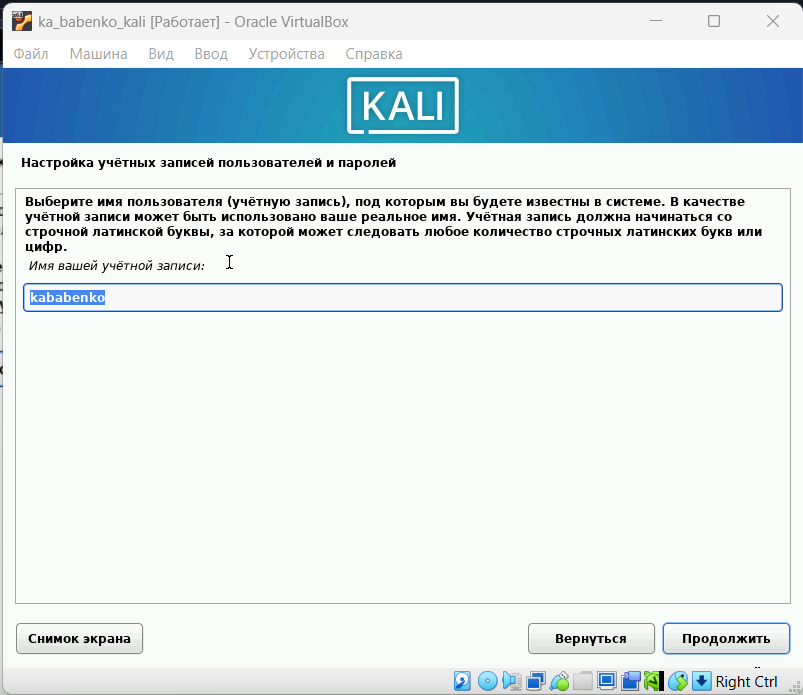 ka_babenko_kali [Работает] - Oracle VirtualBox
Файл Машина Вид Ввод Устройства Справка
KALI
Настройка учётных записей пользователей и паролей
Выберите имя пользователя (учётную запись), под которым вы будете известны в системе. В качестве
учётной записи может быть использовано ваше реальное имя. Учётная запись должна начинаться со
строчной латинской буквы, за которой может следовать любое количество строчных латинских букв или
цифр.
Имя вашей учётной записи:
kababenko
Снимок экрана Вернуться Продолжить
Right Ctrl